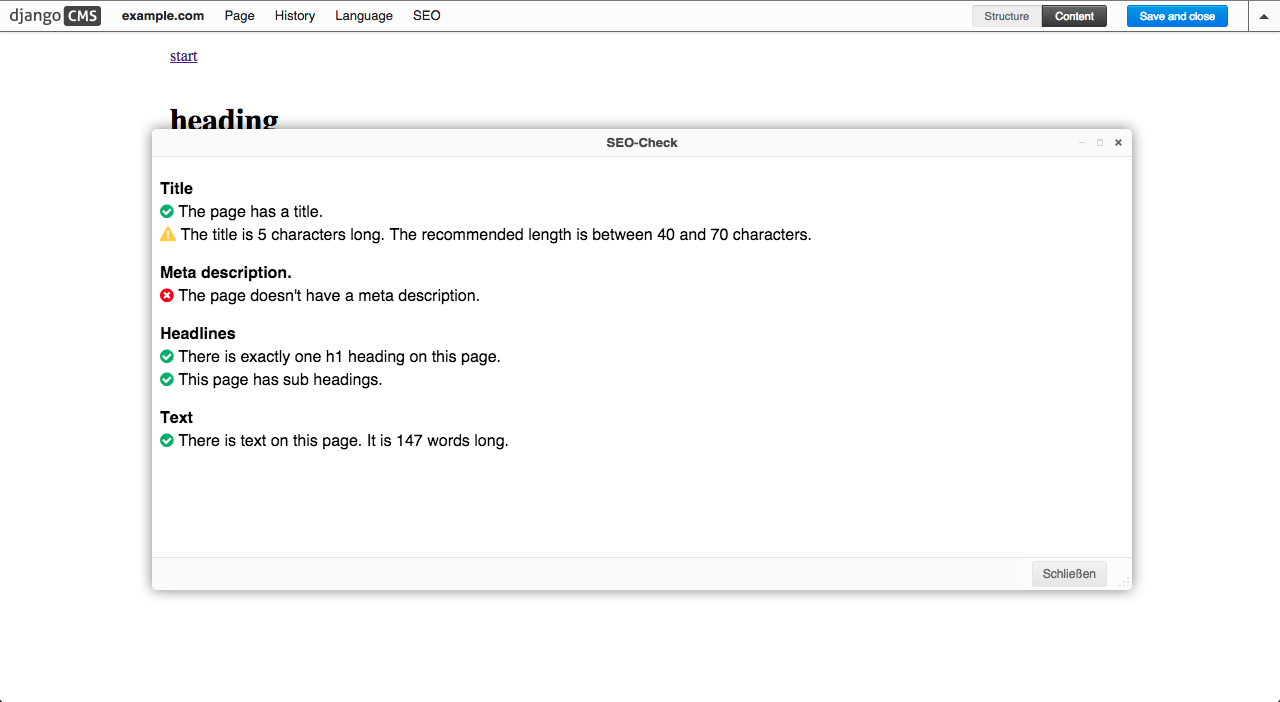 django CMS example.com Page History Language SEO Structure Content Save and close
start
heading
SEO-Check
Title
The page has a title.
The title is 5 characters long. The recommended length is between 40 and 70 characters.
Meta description.
The page doesn't have a meta description.
Headlines
There is exactly one h1 heading on this page.
This page has sub headings.
Text
There is text on this page. It is 147 words long.
Schließen